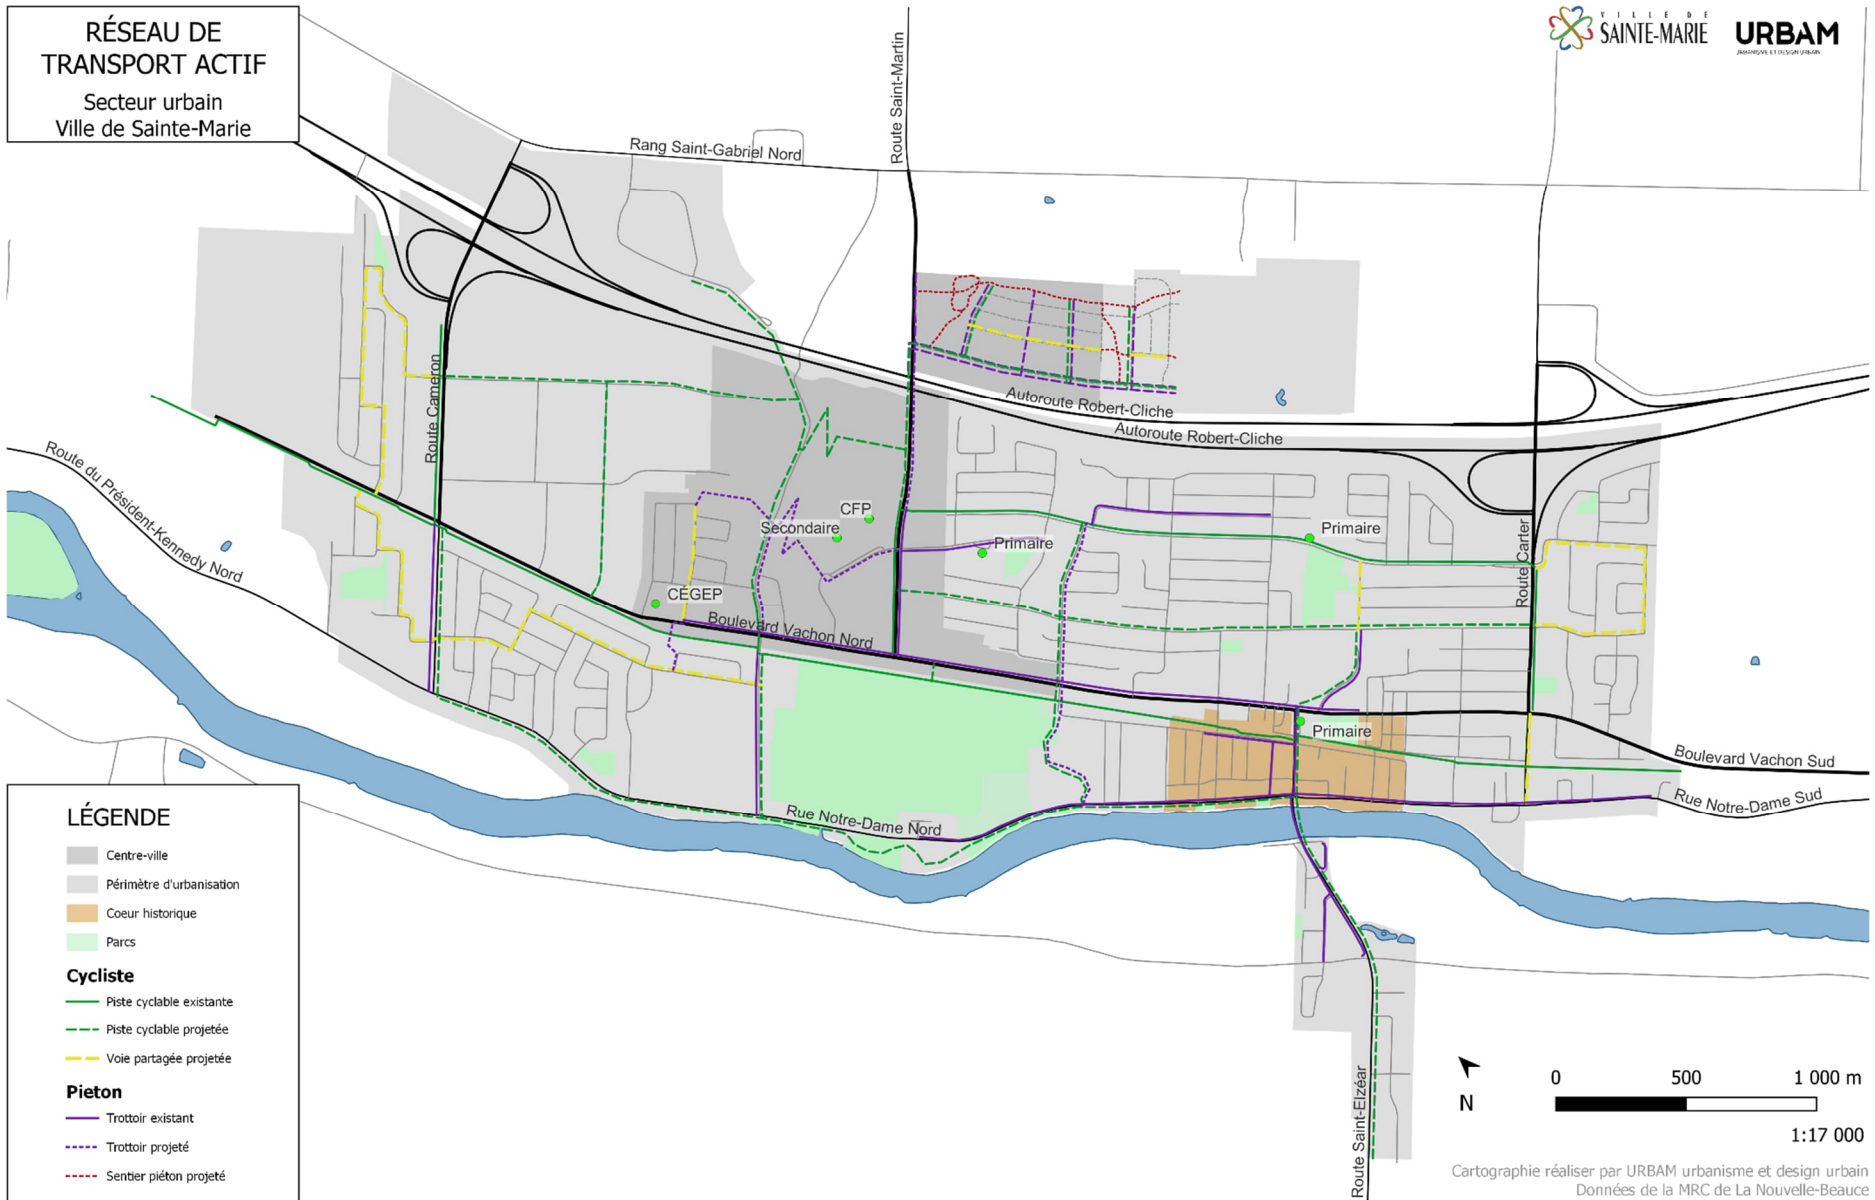 RÉSEAU DE
TRANSPORT ACTIF
Secteur urbain
Ville de Sainte-Marie
VILLE DE
SAINTE-MARIE
URBAM
Rang Saint-Gabriel Nord
Route Saint-Martin
Route Cameron
Autoroute Robert-Cliche
Autoroute Robert-Cliche
Route du Président-Kennedy Nord
CFP
Secondaire
Primaire
Primaire
Route Carter
CÉGEP
Boulevard Vachon Nord
Primaire
Boulevard Vachon Sud
Rue Notre-Dame Nord
Rue Notre-Dame Sud
Route Saint-Elzéar
LÉGENDE
Centre-ville
Périmètre d'urbanisation
Coeur historique
Parcs
Cycliste
Piste cyclable existante
Piste cyclable projetée
Voie partagée projetée
Pieton
Trottoir existant
Trottoir projeté
Sentier piéton projeté
N
0 500 1 000 m
1:17 000
Cartographie réaliser par URBAM urbanisme et design urbain
Données de la MRC de La Nouvelle-Beauce